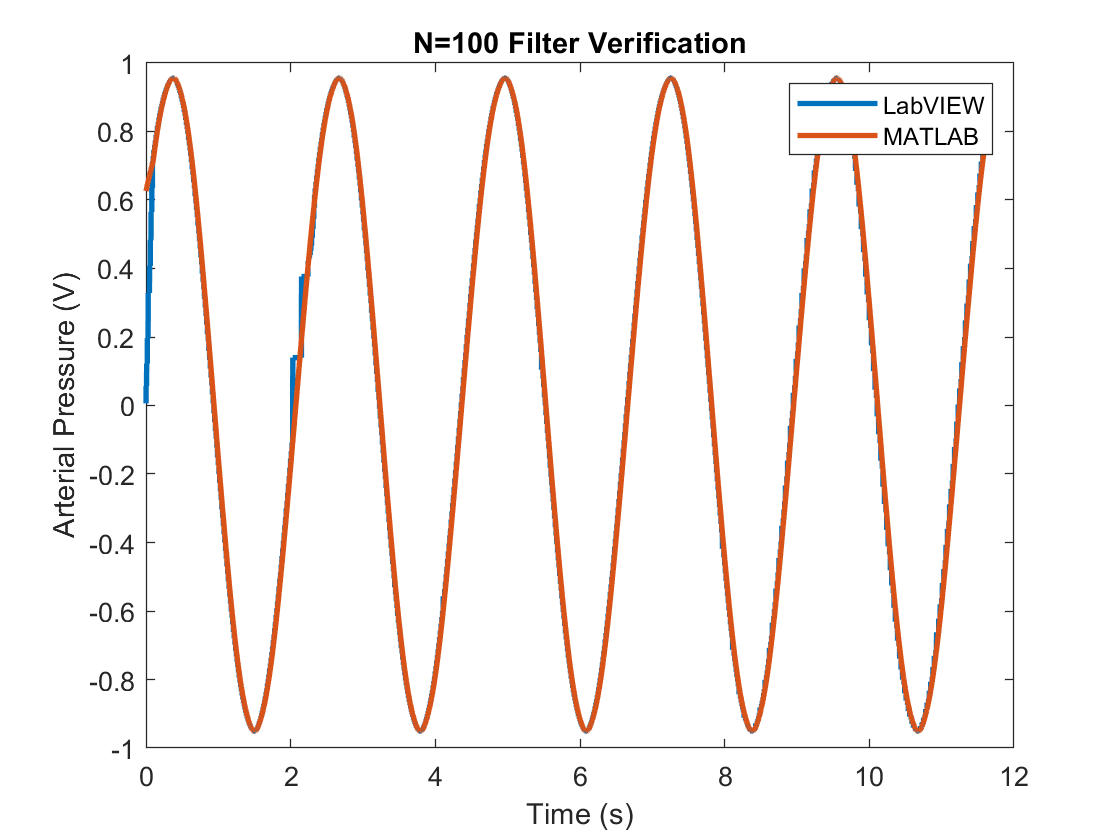 N=100 Filter Verification
LabVIEW
MATLAB
Arterial Pressure (V)
1
0.8
0.6
0.4
0.2
0
-0.2
-0.4
-0.6
-0.8
-1
0 2 4 6 8 10 12
Time (s)